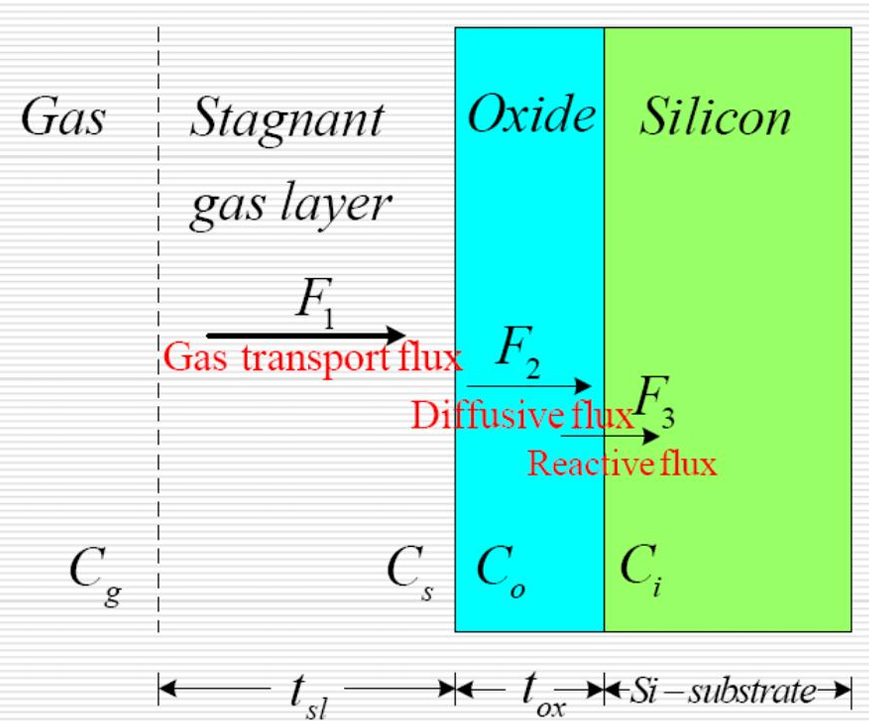 Gas Stagnant Oxide Silicon
gas layer
F1
Gas transport flux
F2
Diffusive flux
F3
Reactive flux
Cg Cs Co Ci
tsl tox Si–substrate